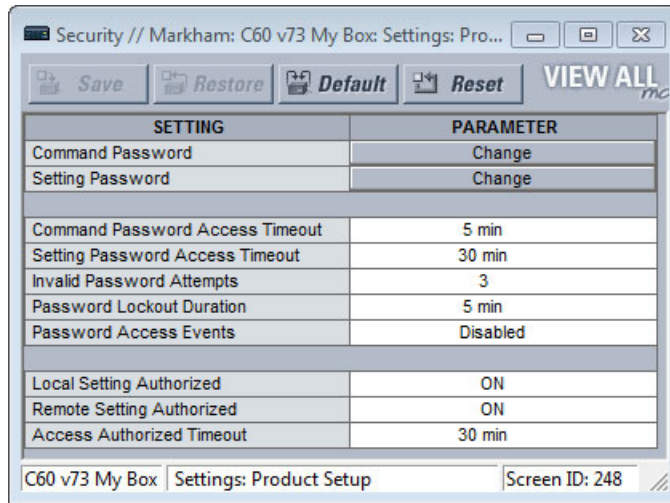 Security // Markham: C60 v73 My Box: Settings: Pro...
Save Restore Default Reset VIEW ALL
SETTING PARAMETER
Command Password Change
Setting Password Change
Command Password Access Timeout 5 min
Setting Password Access Timeout 30 min
Invalid Password Attempts 3
Password Lockout Duration 5 min
Password Access Events Disabled
Local Setting Authorized ON
Remote Setting Authorized ON
Access Authorized Timeout 30 min
C60 v73 My Box Settings: Product Setup Screen ID: 248